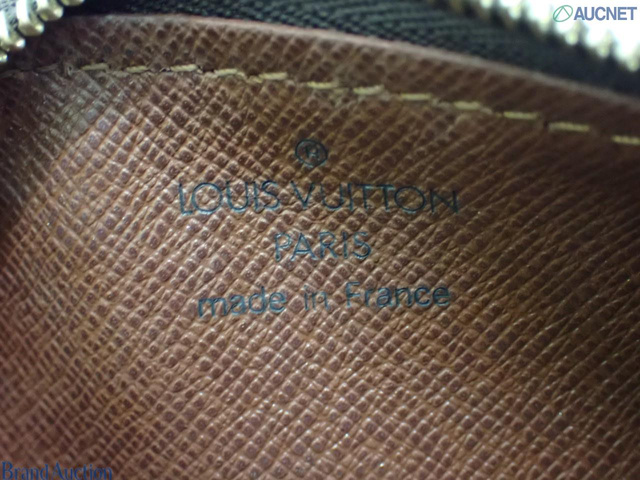 AUCNET
®
LOUIS VUITTON
PARIS
made in France
Brand Auction